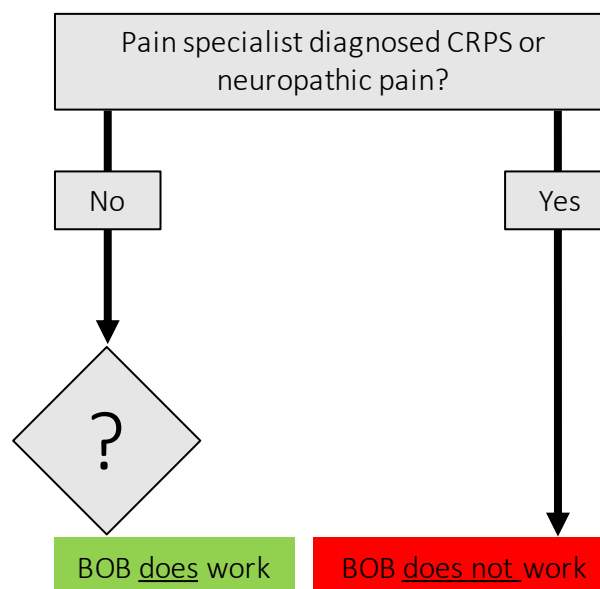 Pain specialist diagnosed CRPS or
neuropathic pain?
No
Yes
?
BOB does work
BOB does not work